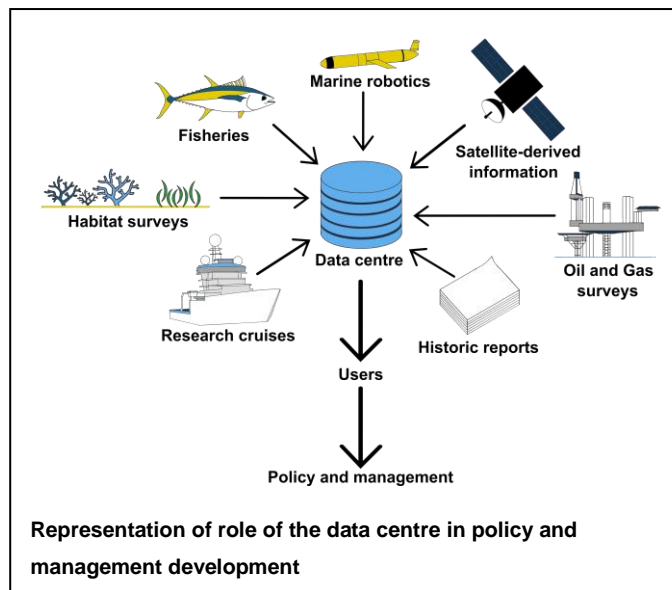 Marine robotics
Fisheries
Satellite-derived
information
Habitat surveys
Data centre
Oil and Gas
surveys
Research cruises
Historic reports
Users
Policy and management
Representation of role of the data centre in policy and
management development